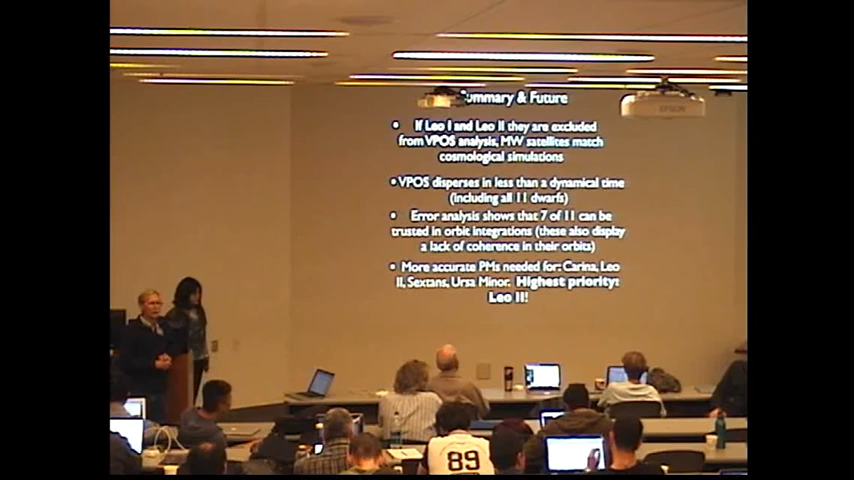 Summary & Future
• If Leo I and Leo II they are excluded
from VPOS analysis, MW satellites match
cosmological simulations
• VPOS disperses in less than a dynamical time
(including all 11 dwarfs)
• Error analysis shows that 7 of 11 can be
trusted in orbit integrations (these also display
a lack of coherence in their orbits)
• More accurate PMs needed for: Carina, Leo
II, Sextans, Ursa Minor. Highest priority:
Leo II!
EPSON
89